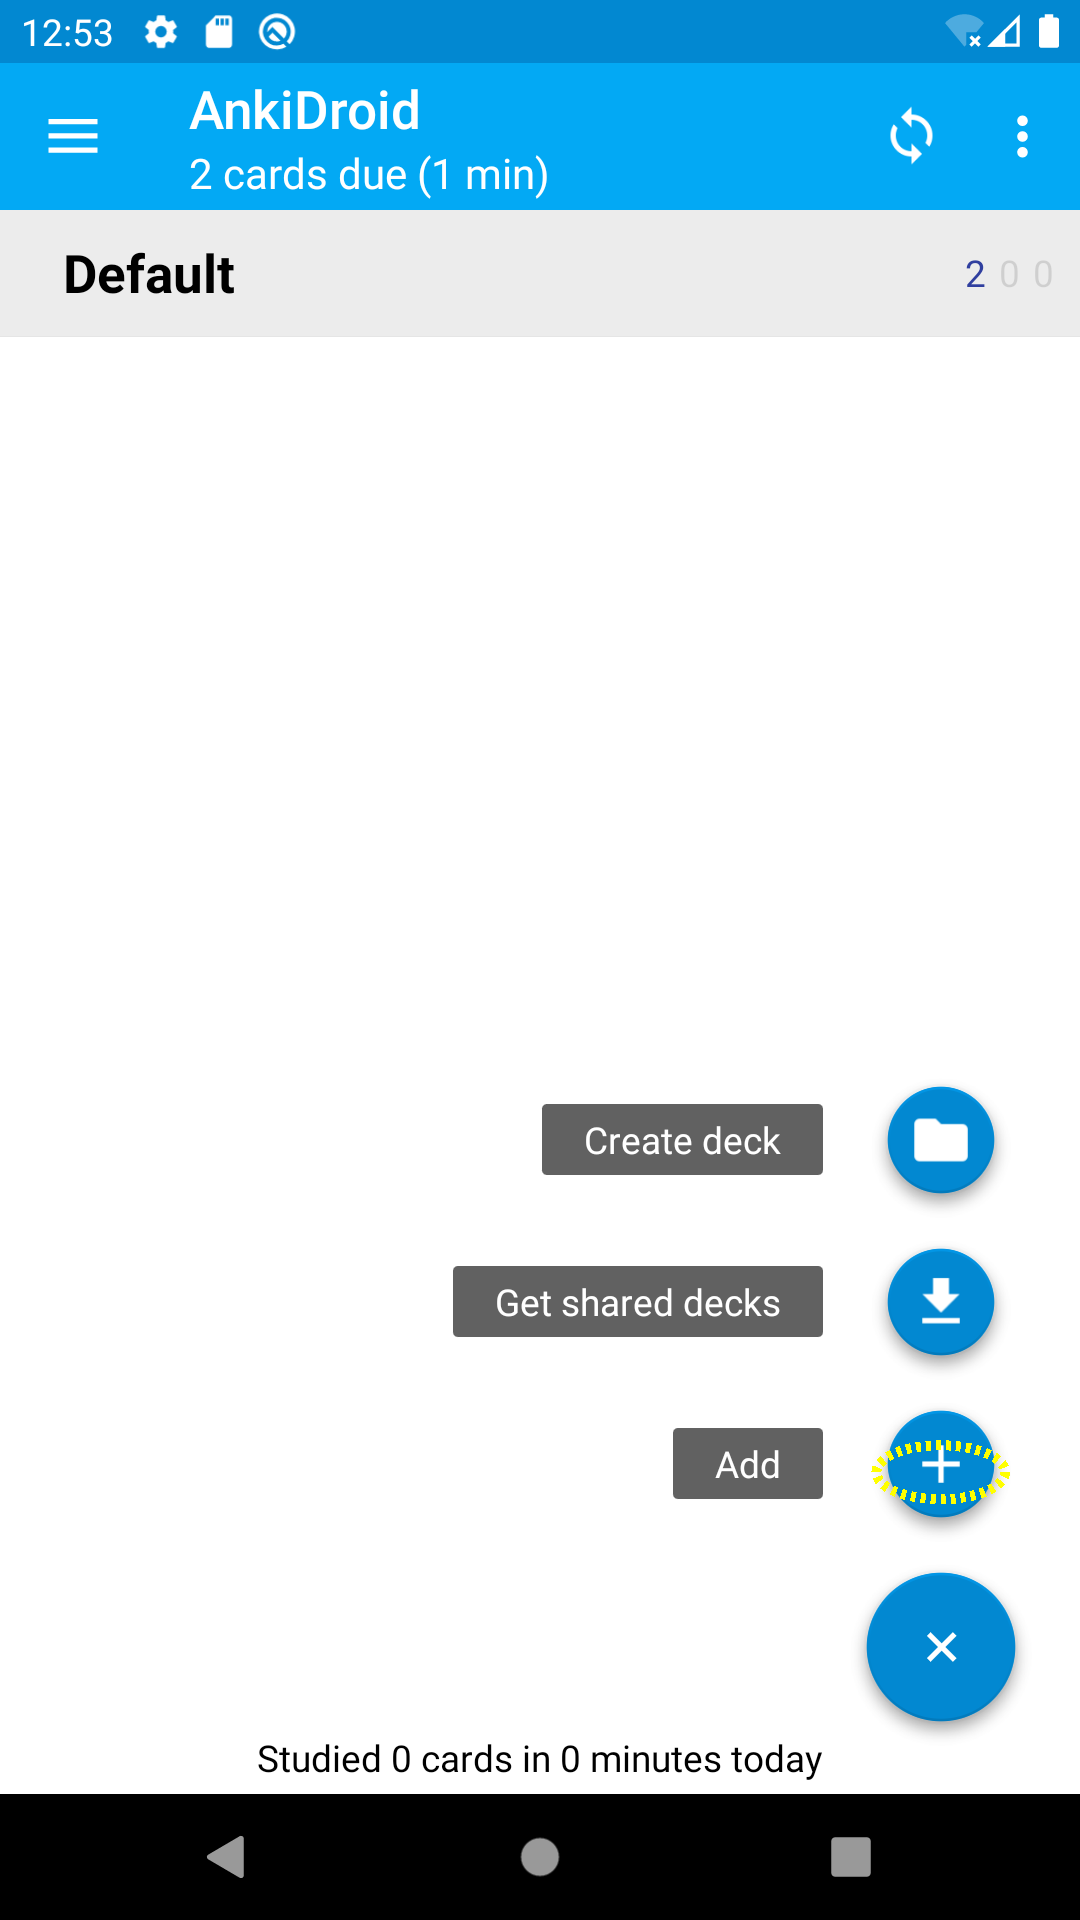 12:53
AnkiDroid
2 cards due (1 min)
Default 2 0 0
Create deck
Get shared decks
Add
Studied 0 cards in 0 minutes today